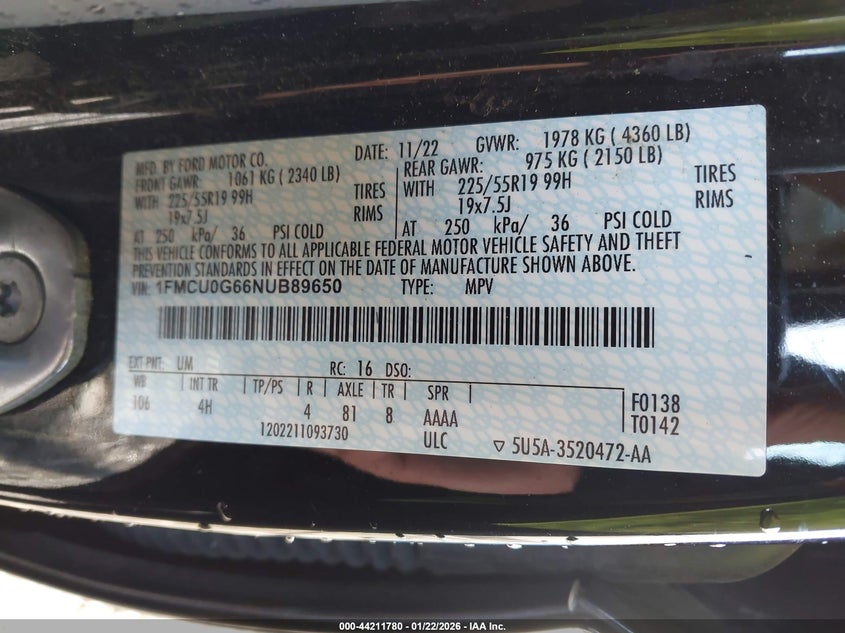 MFD. BY FORD MOTOR CO. DATE: 11/22 GVWR: 1978 KG ( 4360 LB)
FRONT GAWR: 1061 KG ( 2340 LB) REAR GAWR: 975 KG ( 2150 LB)
WITH 225/55R19 99H TIRES WITH 225/55R19 99H TIRES
19x7.5J RIMS 19x7.5J RIMS
AT 250 kPa/ 36 PSI COLD AT 250 kPa/ 36 PSI COLD
THIS VEHICLE CONFORMS TO ALL APPLICABLE FEDERAL MOTOR VEHICLE SAFETY AND THEFT
PREVENTION STANDARDS IN EFFECT ON THE DATE OF MANUFACTURE SHOWN ABOVE.
VIN: 1FMCU0G66NUB89650 TYPE: MPV
EXT PNT: UM RC: 16 DSO:
WB INT TR TP/PS R AXLE TR SPR
106 4H 4 81 8 AAAA F0138
1202211093730 ULC T0142
▽ 5U5A-3520472-AA
000-44211780 - 01/22/2026 - IAA Inc.